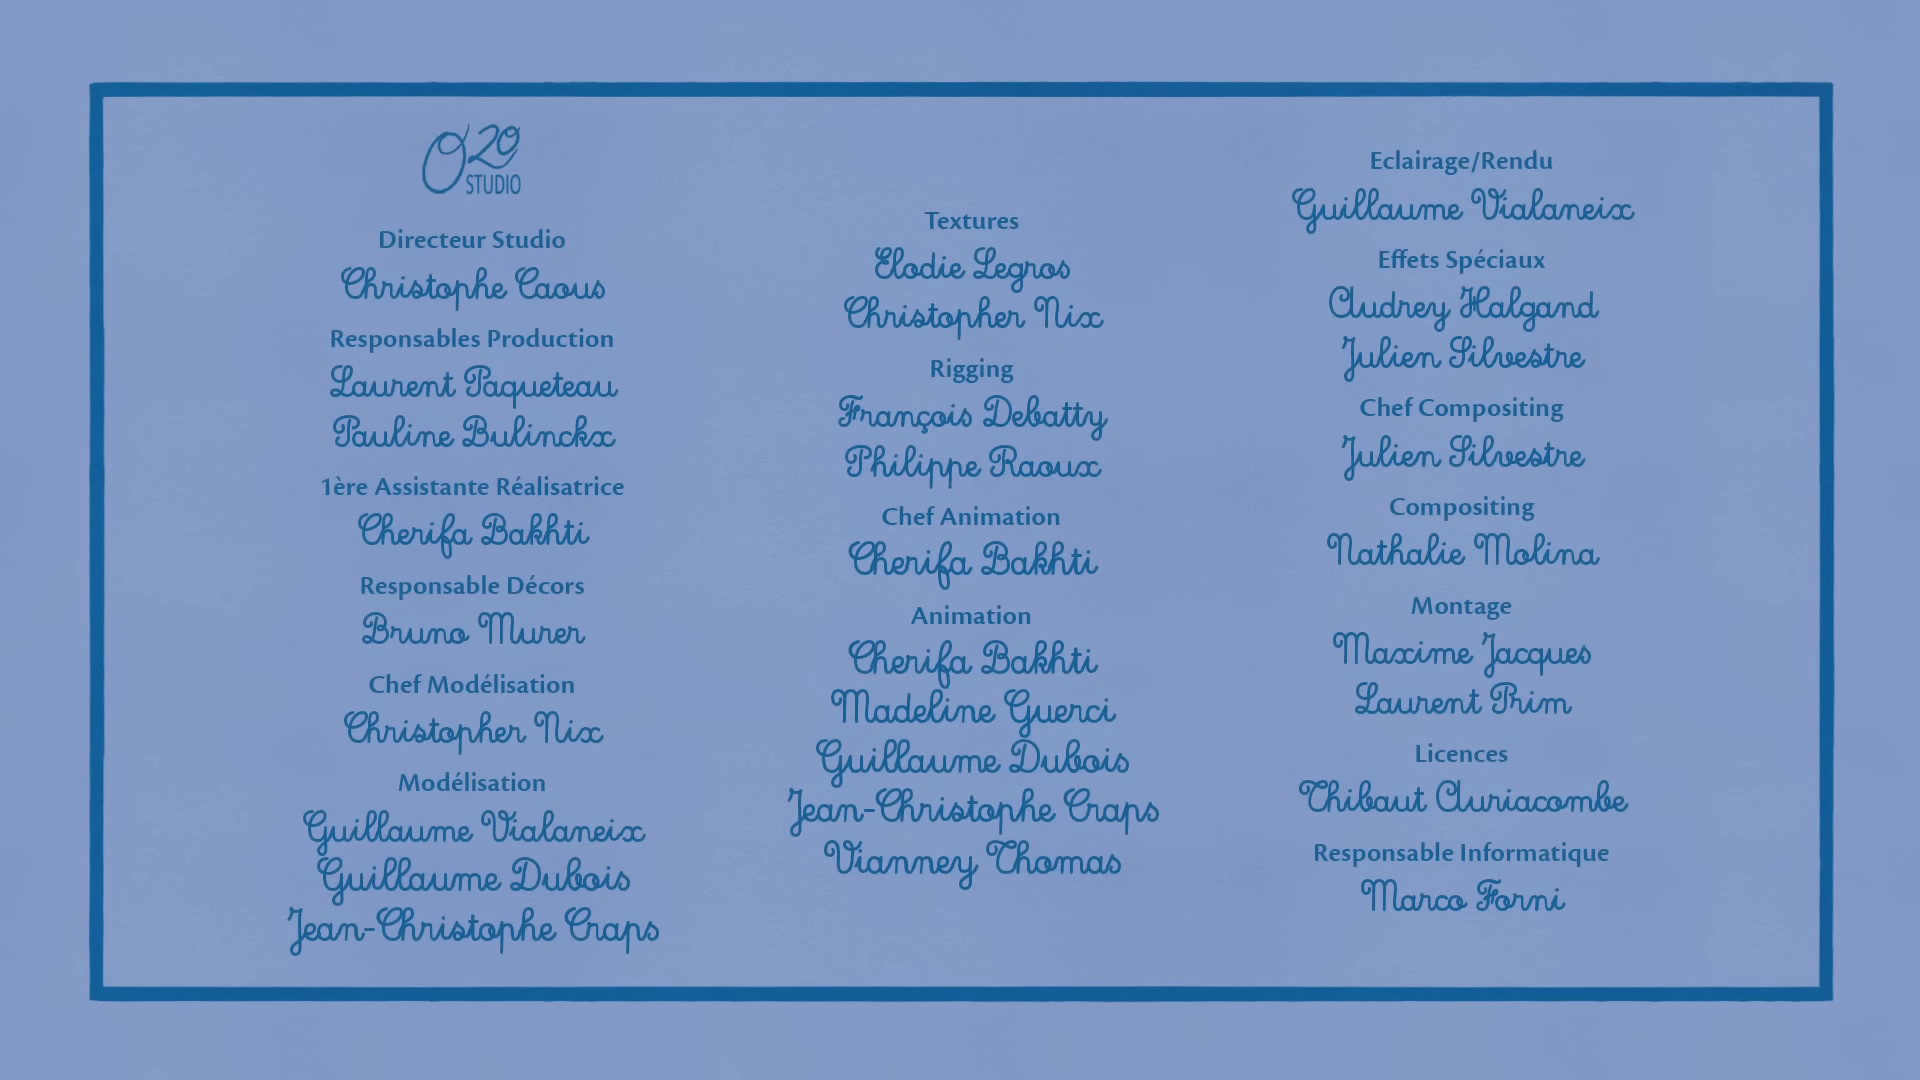 O'20
STUDIO
Directeur Studio
Christophe Caous
Responsables Production
Laurent Paqueteau
Pauline Bulinckx
1ère Assistante Réalisatrice
Cherifa Bakhti
Responsable Décors
Bruno Murer
Chef Modélisation
Christopher Nix
Modélisation
Guillaume Vialaneix
Guillaume Dubois
Jean-Christophe Craps
Textures
Elodie Legros
Christopher Nix
Rigging
François Debatty
Philippe Raoux
Chef Animation
Cherifa Bakhti
Animation
Cherifa Bakhti
Madeline Guerci
Guillaume Dubois
Jean-Christophe Craps
Vianney Thomas
Eclairage/Rendu
Guillaume Vialaneix
Effets Spéciaux
Audrey Halgand
Julien Silvestre
Chef Compositing
Julien Silvestre
Compositing
Nathalie Molina
Montage
Maxime Jacques
Laurent Prim
Licences
Thibaut Auriacombe
Responsable Informatique
Marco Forni